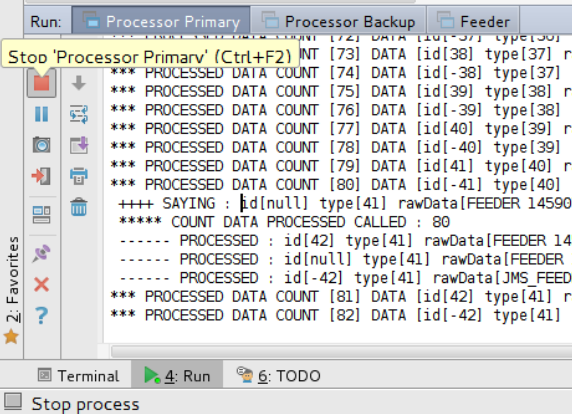 Run: Processor Primary Processor Backup Feeder
Stop 'Processor Primary' (Ctrl+F2)
*** PROCESSED DATA COUNT [72] DATA [id[-37] type[36]
COUNT [73] DATA [id[38] type[37] r
*** PROCESSED DATA COUNT [74] DATA [id[-38] type[37]
*** PROCESSED DATA COUNT [75] DATA [id[39] type[38] r
*** PROCESSED DATA COUNT [76] DATA [id[-39] type[38]
*** PROCESSED DATA COUNT [77] DATA [id[40] type[39] r
*** PROCESSED DATA COUNT [78] DATA [id[-40] type[39]
*** PROCESSED DATA COUNT [79] DATA [id[41] type[40] r
*** PROCESSED DATA COUNT [80] DATA [id[-41] type[40]
++++ SAYING : id[null] type[41] rawData[FEEDER 14590
***** COUNT DATA PROCESSED CALLED : 80
------ PROCESSED : id[42] type[41] rawData[FEEDER 14
------ PROCESSED : id[null] type[41] rawData[FEEDER
------ PROCESSED : id[-42] type[41] rawData[JMS_FEED
*** PROCESSED DATA COUNT [81] DATA [id[42] type[41] r
*** PROCESSED DATA COUNT [82] DATA [id[-42] type[41]
2: Favorites
Terminal 4: Run 6: TODO
Stop process